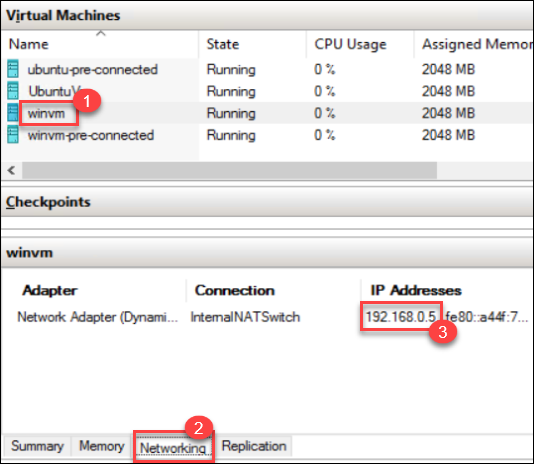 Virtual Machines
Name State CPU Usage Assigned Memor
ubuntu-pre-connected Running 0 % 2048 MB
UbuntuV Running 0 % 2048 MB
1
winvm Running 0 % 2048 MB
winvm-pre-connected Running 0 % 2048 MB
Checkpoints
winvm
Adapter Connection IP Addresses
Network Adapter (Dynami... InternalNATSwitch 192.168.0.5, fe80::a44f:7...
3
2
Summary Memory Networking Replication